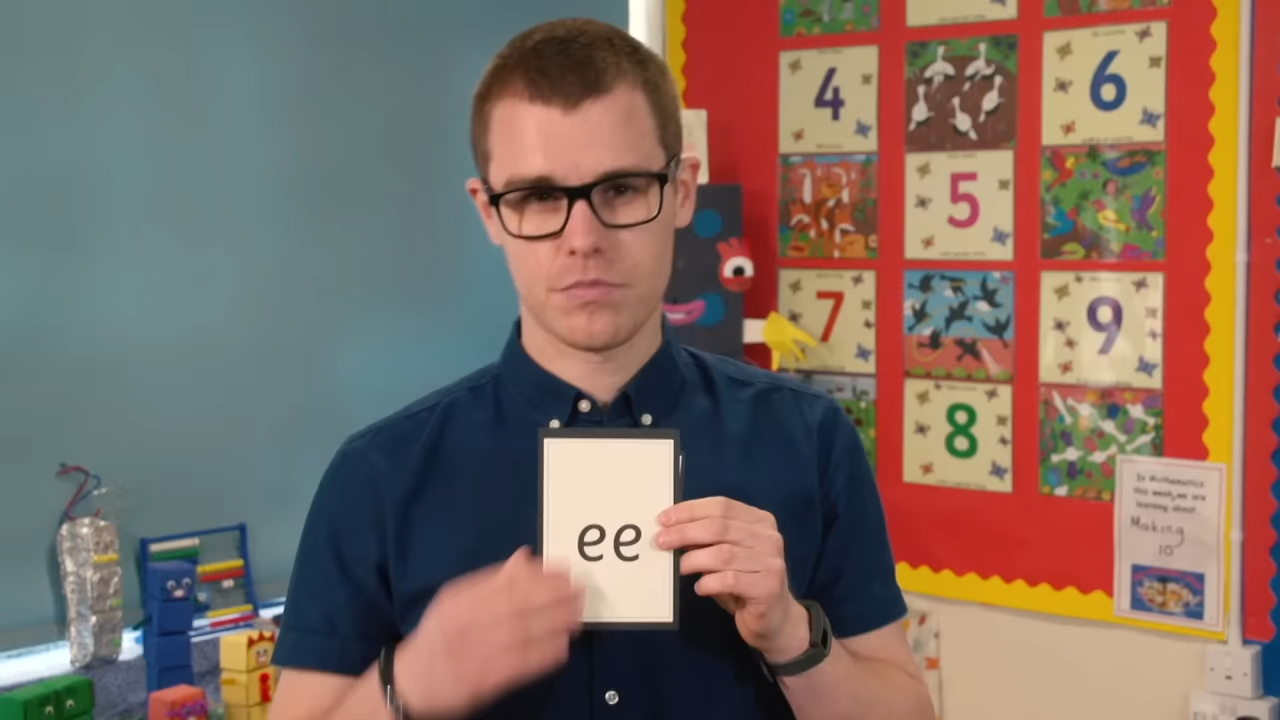 4
6
5
7
9
8
ee
In Mathematics
this week, we are
learning about:
Making
10